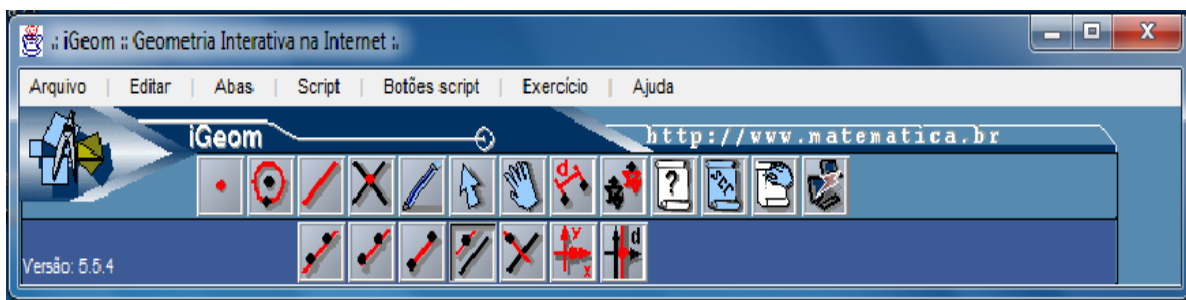 .: iGeom :: Geometria Interativa na Internet :.
Arquivo | Editar | Abas | Script | Botões script | Exercício | Ajuda
iGeom
http://www.matematica.br
d
?
Versão: 5.5.4
y
x
d